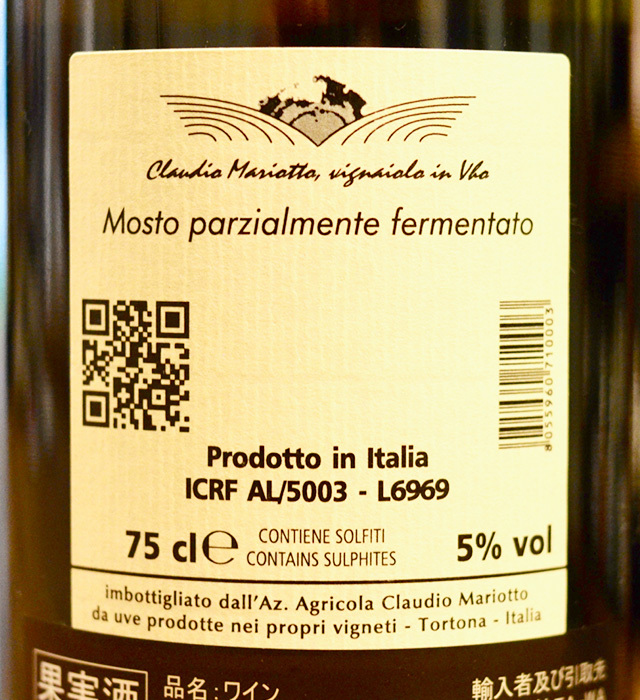 Claudio Mariotto, vignaiolo in Vho
Mosto parzialmente fermentato
8055960710003
Prodotto in Italia
ICRF AL/5003 - L6969
75 cl e
CONTIENE SOLFITI
CONTAINS SULPHITES
5% vol
imbottigliato dall'Az. Agricola Claudio Mariotto
da uve prodotte nei propri vigneti - Tortona - Italia
果実酒
品名:ワイン
輸入者及び引取先